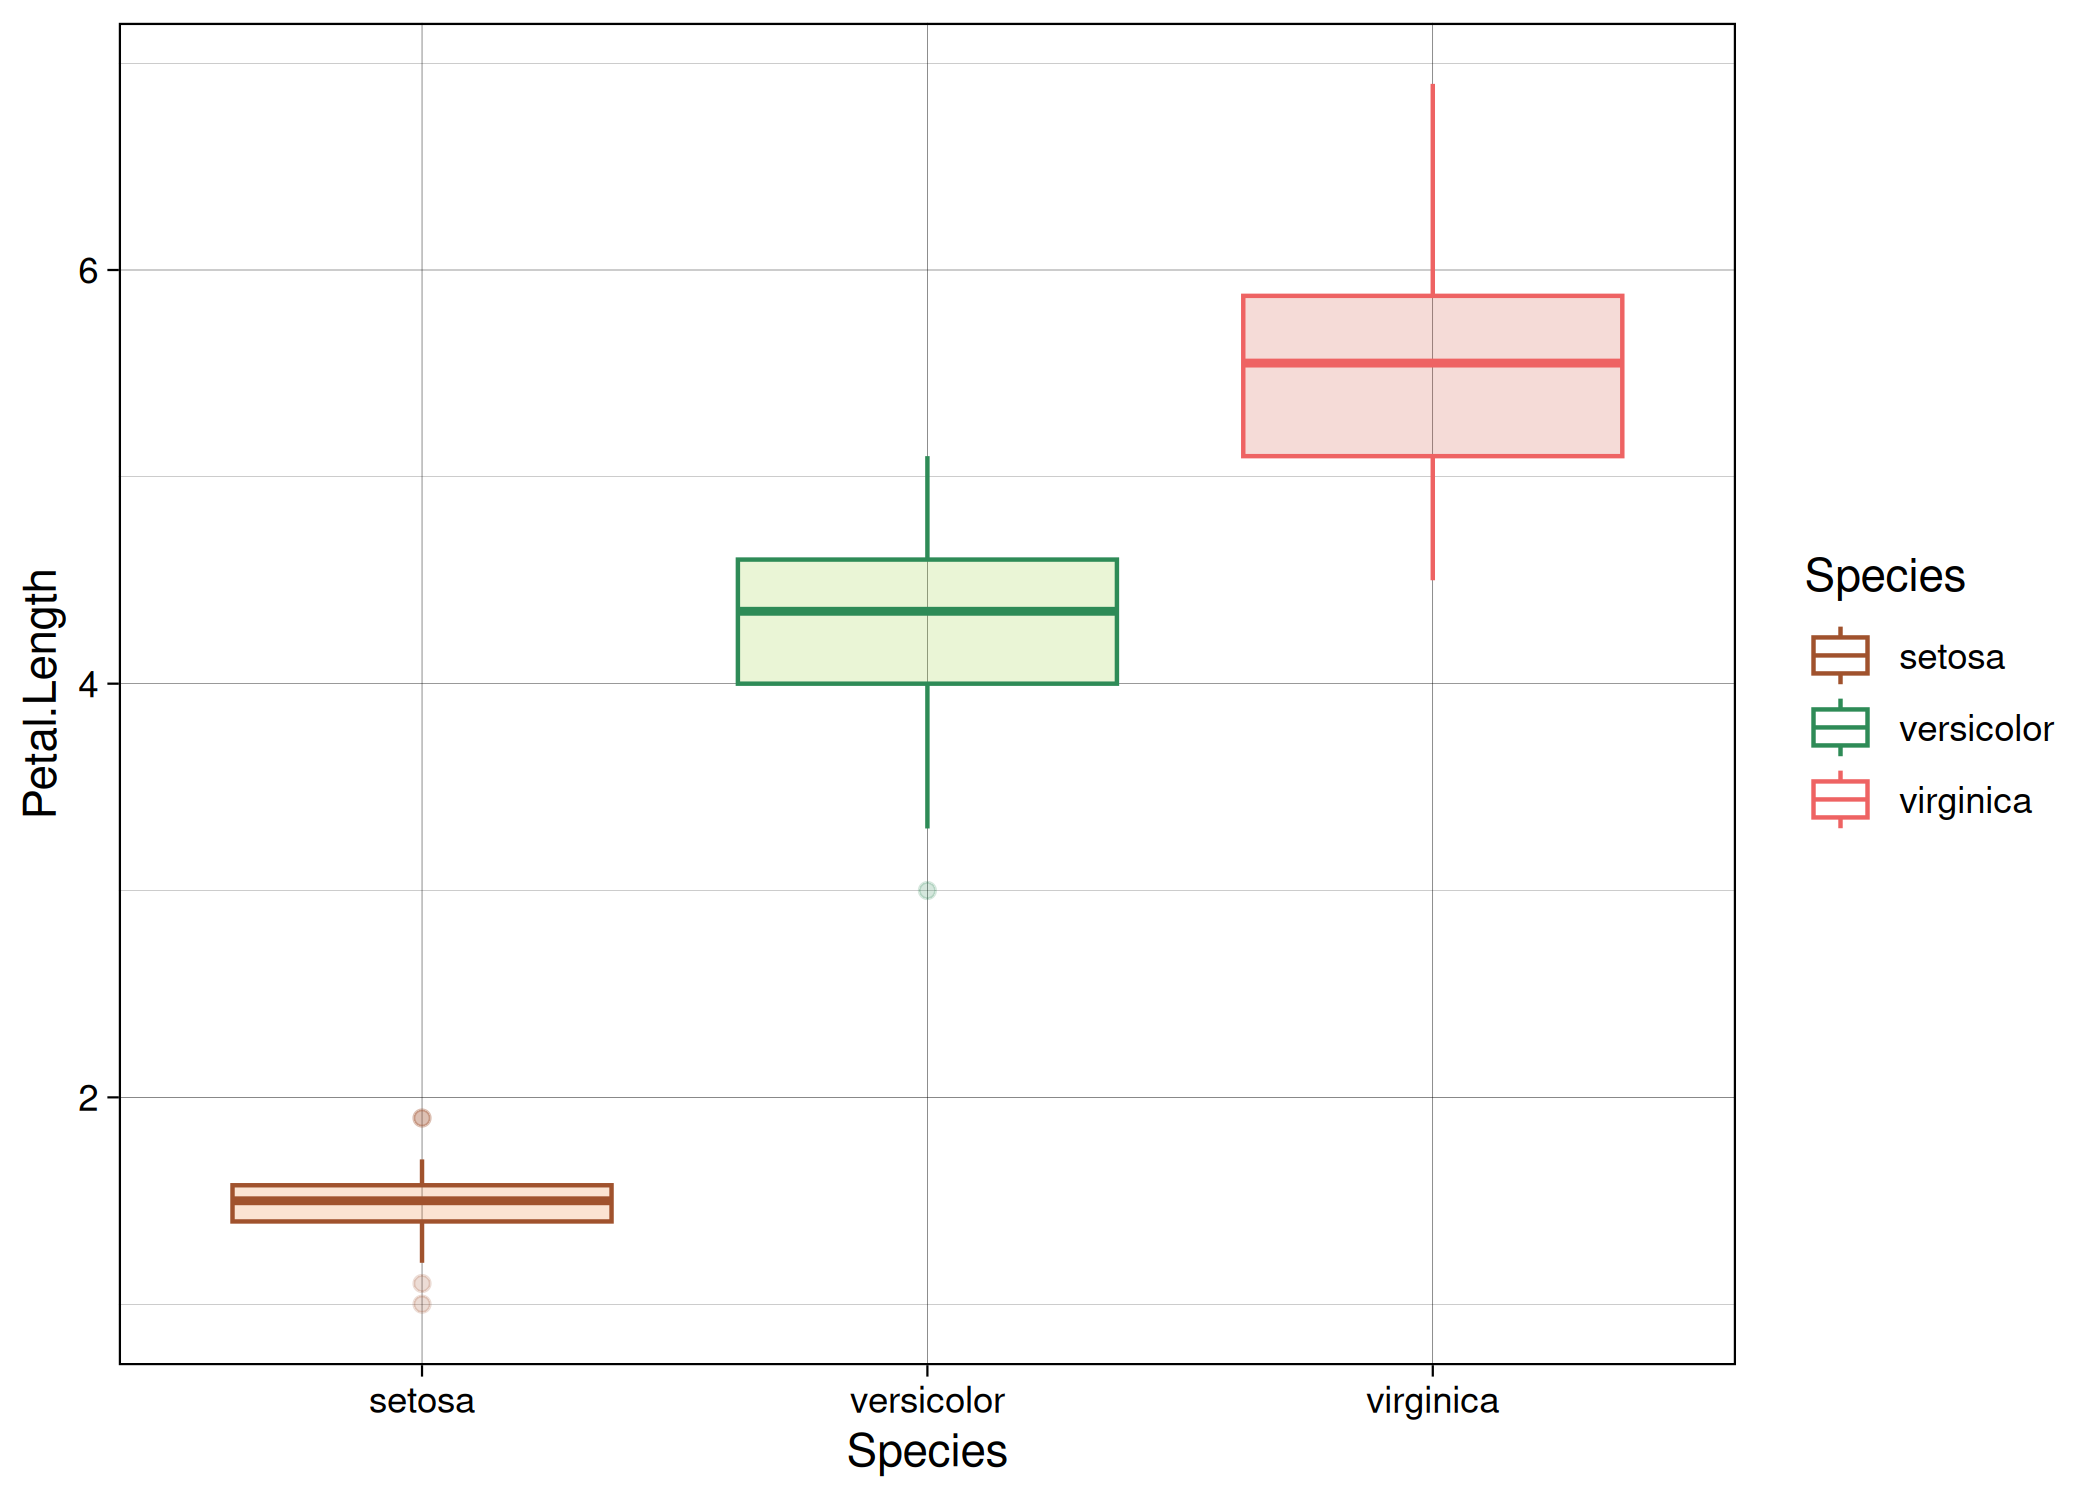 Petal.Length
6
4
2
setosa
versicolor
virginica
Species
Species
setosa
versicolor
virginica